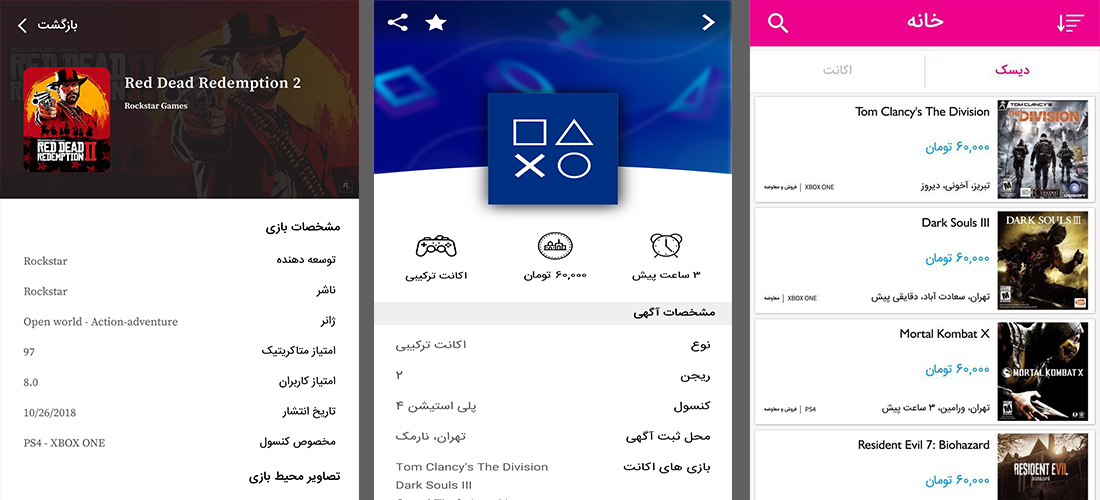 بازگشت
Red Dead Redemption 2
Rockstar Games
RED DEAD
REDEMPTION II
مشخصات بازی
توسعه دهنده Rockstar
ناشر Rockstar
ژانر Open world - Action-adventure
امتیاز متاکریتیک 97
امتیاز کاربران 8.0
تاریخ انتشار 10/26/2018
مخصوص کنسول PS4 - XBOX ONE
تصاویر محیط بازی
۳ ساعت پیش
۶۰,۰۰۰ تومان
اکانت ترکیبی
مشخصات آگهی
نوع اکانت ترکیبی
ریجن ۲
کنسول پلی استیشن ۴
محل ثبت آگهی تهران، نارمک
بازی های اکانت Tom Clancy's The Division
Dark Souls III
خانه
دیسک
اکانت
Tom Clancy's The Division
۶۰,۰۰۰ تومان
تبریز، آخونی، دیروز
فروش و معاوضه | XBOX ONE
TOM CLANCY'S
THE DIVISION
Dark Souls III
۶۰,۰۰۰ تومان
تهران، سعادت آباد، دقایقی پیش
معاوضه | XBOX ONE
DARK SOULS III
Mortal Kombat X
۶۰,۰۰۰ تومان
تهران، ورامین، ۳ ساعت پیش
فروش و معاوضه | PS4
MORTAL KOMBAT X
Resident Evil 7: Biohazard
۶۰,۰۰۰ تومان
RESIDENT EVIL
biohazard